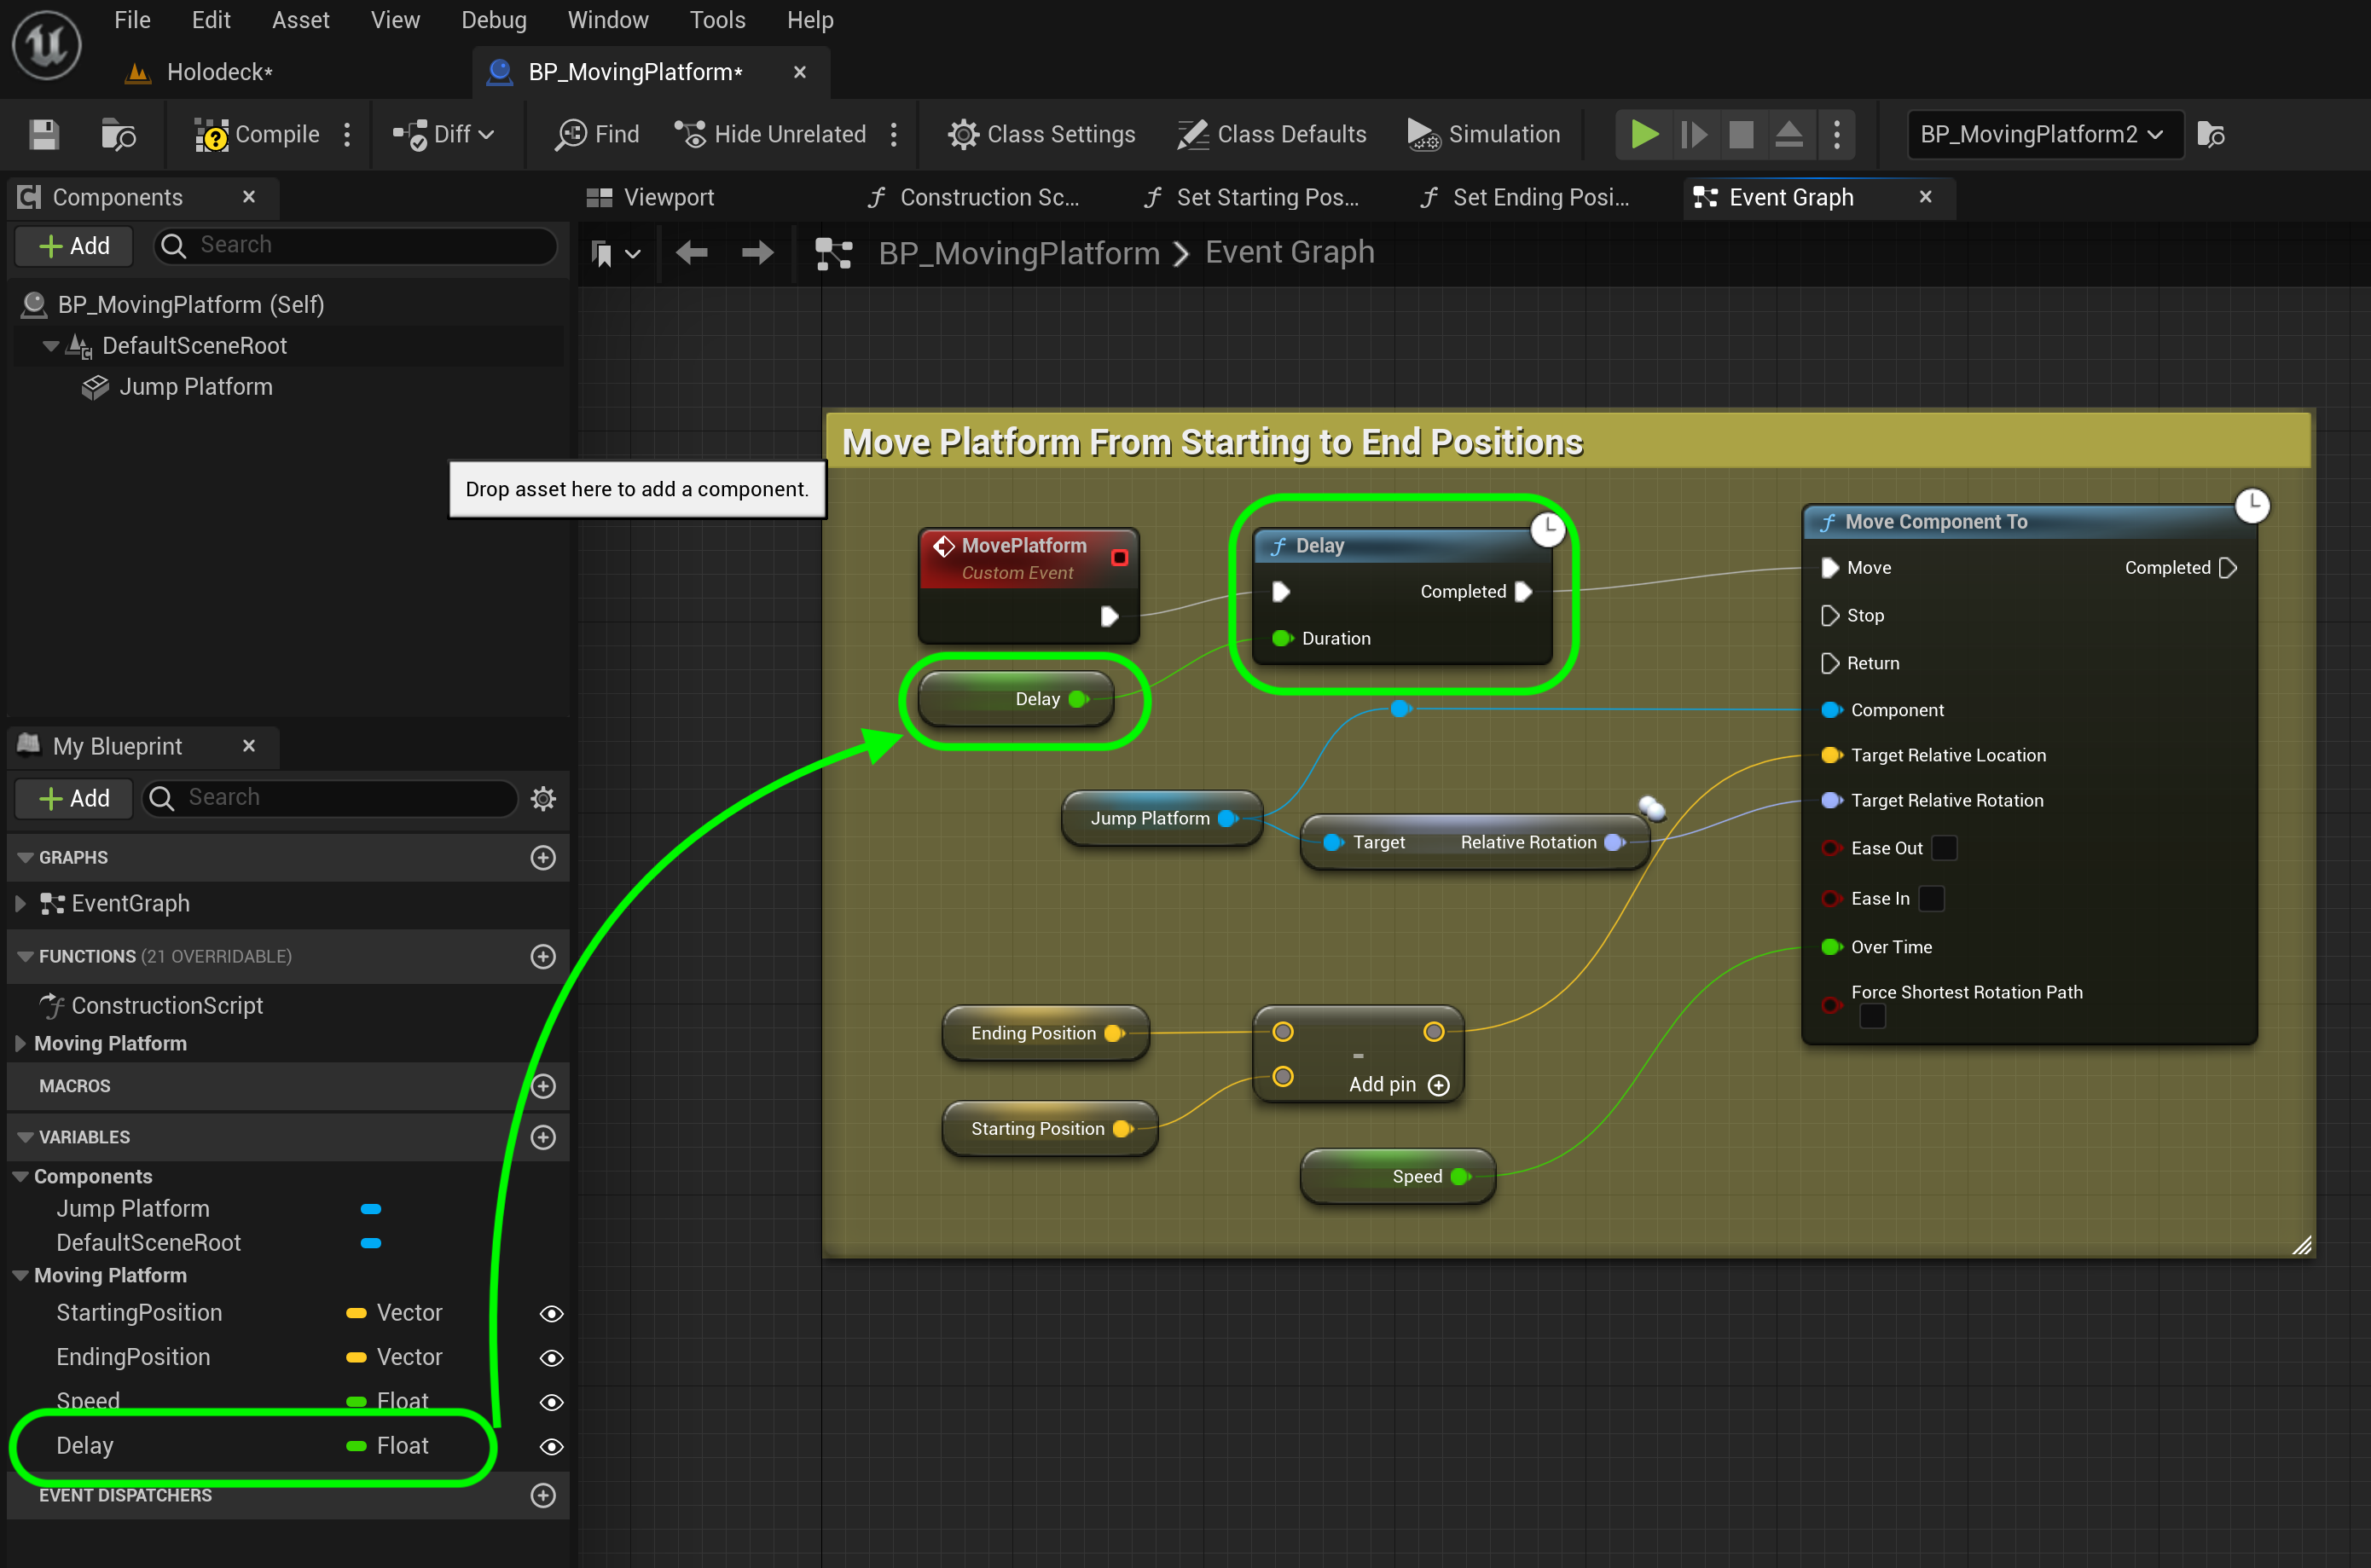 File Edit Asset View Debug Window Tools Help
Holodeck* BP_MovingPlatform*
Compile Diff Find Hide Unrelated Class Settings Class Defaults Simulation BP_MovingPlatform2
Components
Viewport Construction Sc... Set Starting Pos... Set Ending Posi... Event Graph
Add Search
BP_MovingPlatform Event Graph
BP_MovingPlatform (Self)
DefaultSceneRoot
Jump Platform
Drop asset here to add a component.
Move Platform From Starting to End Positions
MovePlatform
Custom Event
Delay
Completed
Duration
Delay
Move Component To
Move Completed
Stop
Return
Component
Target Relative Location
Target Relative Rotation
Ease Out
Ease In
Over Time
Force Shortest Rotation Path
Jump Platform
Target Relative Rotation
Ending Position
Starting Position
-
Add pin
Speed
My Blueprint
Add Search
GRAPHS
EventGraph
FUNCTIONS (21 OVERRIDABLE)
ConstructionScript
Moving Platform
MACROS
VARIABLES
Components
Jump Platform
DefaultSceneRoot
Moving Platform
StartingPosition Vector
EndingPosition Vector
Speed Float
Delay Float
EVENT DISPATCHERS